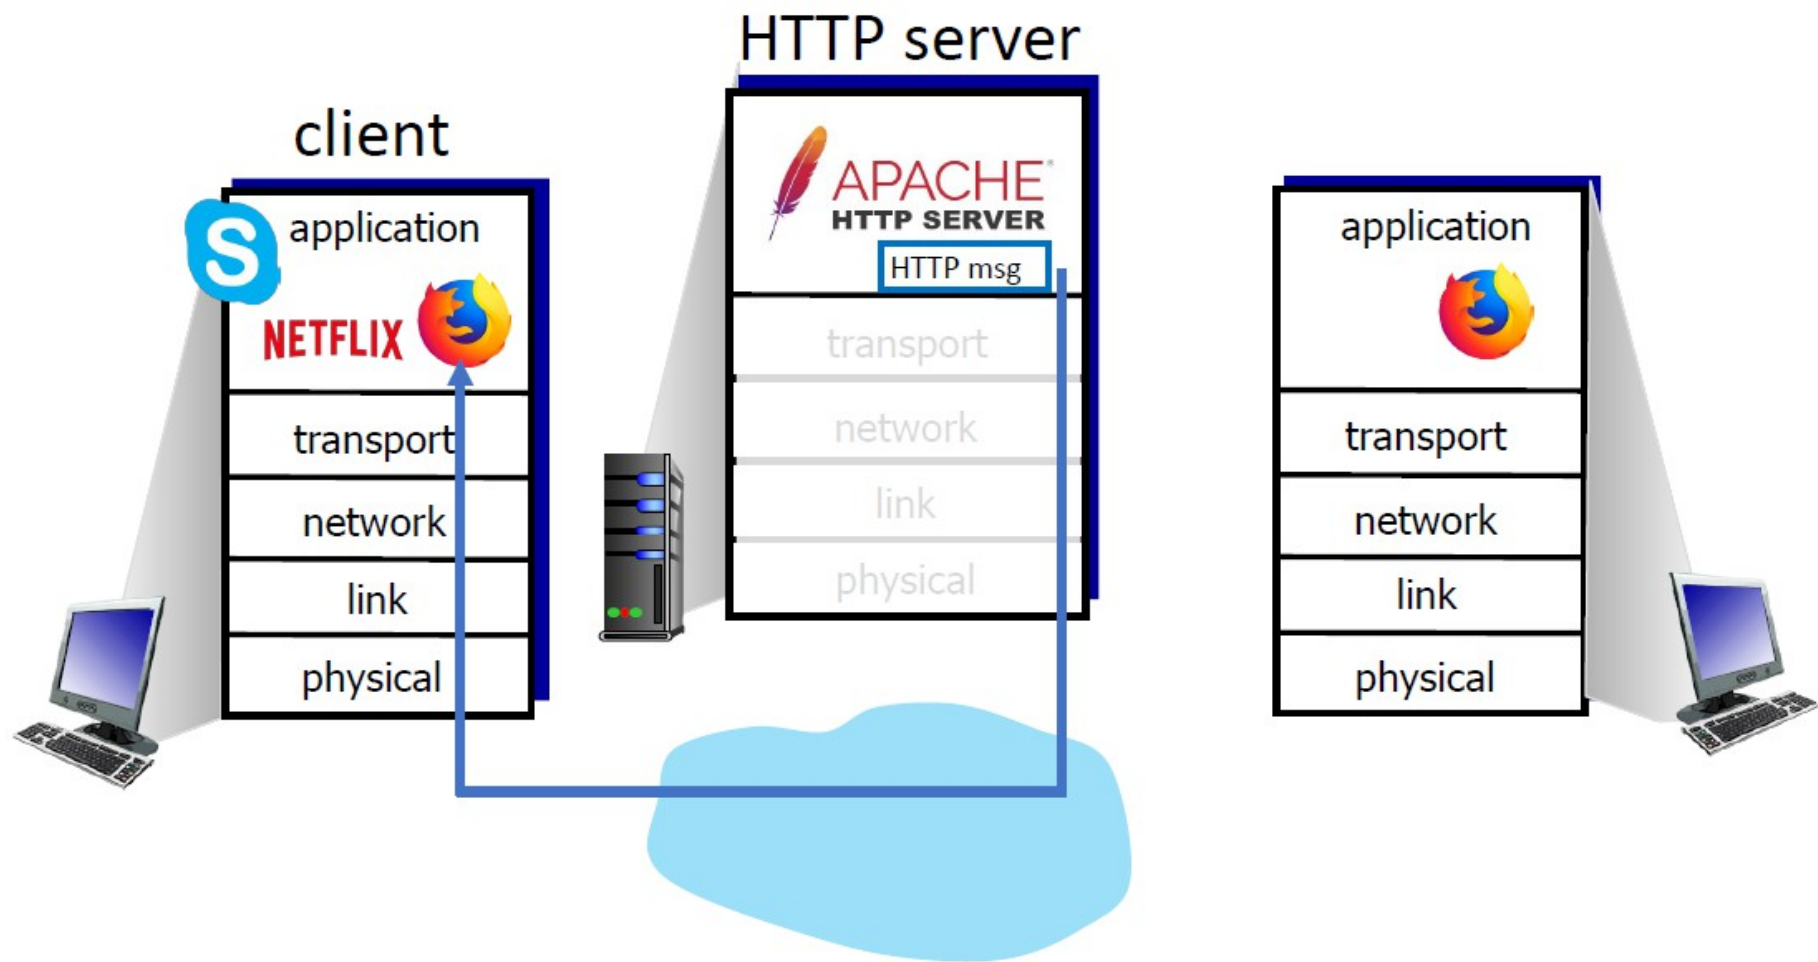 HTTP server
client
application
S
NETFLIX
transport
network
link
physical
APACHE®
HTTP SERVER
HTTP msg
transport
network
link
physical
application
transport
network
link
physical